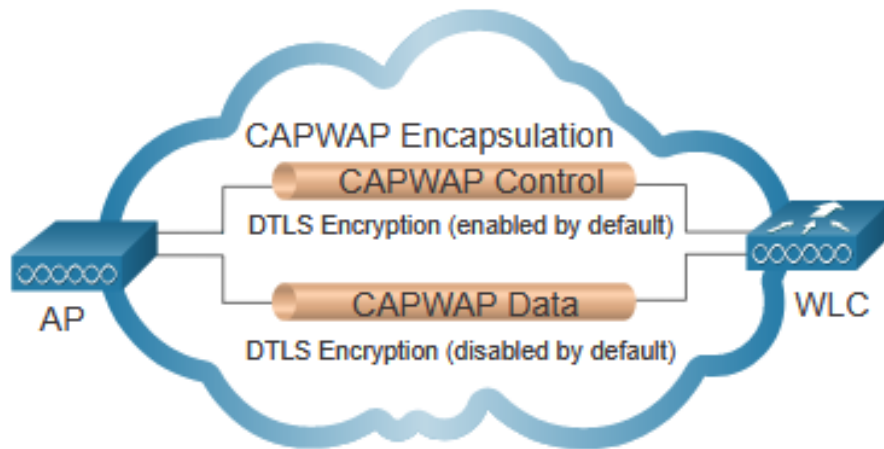 CAPWAP Encapsulation
CAPWAP Control
DTLS Encryption (enabled by default)
AP
CAPWAP Data
WLC
DTLS Encryption (disabled by default)